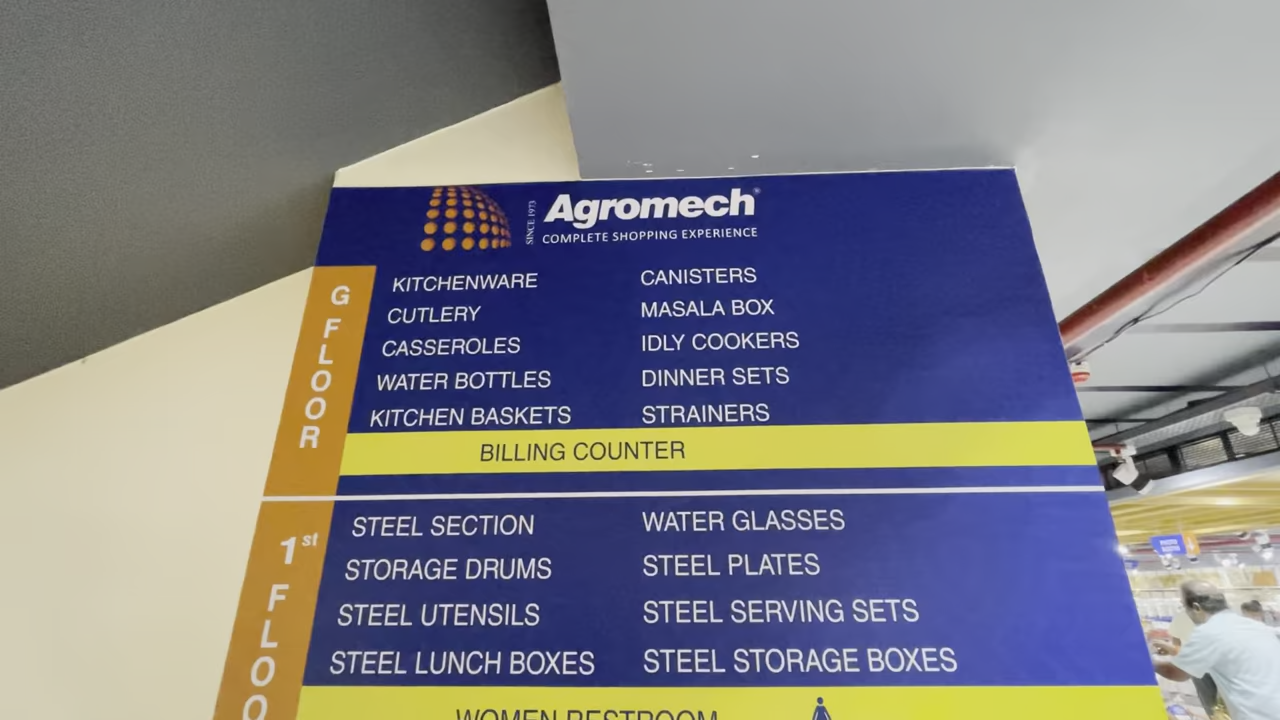 SINCE 1973
Agromech®
COMPLETE SHOPPING EXPERIENCE
G FLOOR
KITCHENWARE
CUTLERY
CASSEROLES
WATER BOTTLES
KITCHEN BASKETS
CANISTERS
MASALA BOX
IDLY COOKERS
DINNER SETS
STRAINERS
BILLING COUNTER
1st FLOO
STEEL SECTION
STORAGE DRUMS
STEEL UTENSILS
STEEL LUNCH BOXES
WATER GLASSES
STEEL PLATES
STEEL SERVING SETS
STEEL STORAGE BOXES
WOMEN RESTROOM